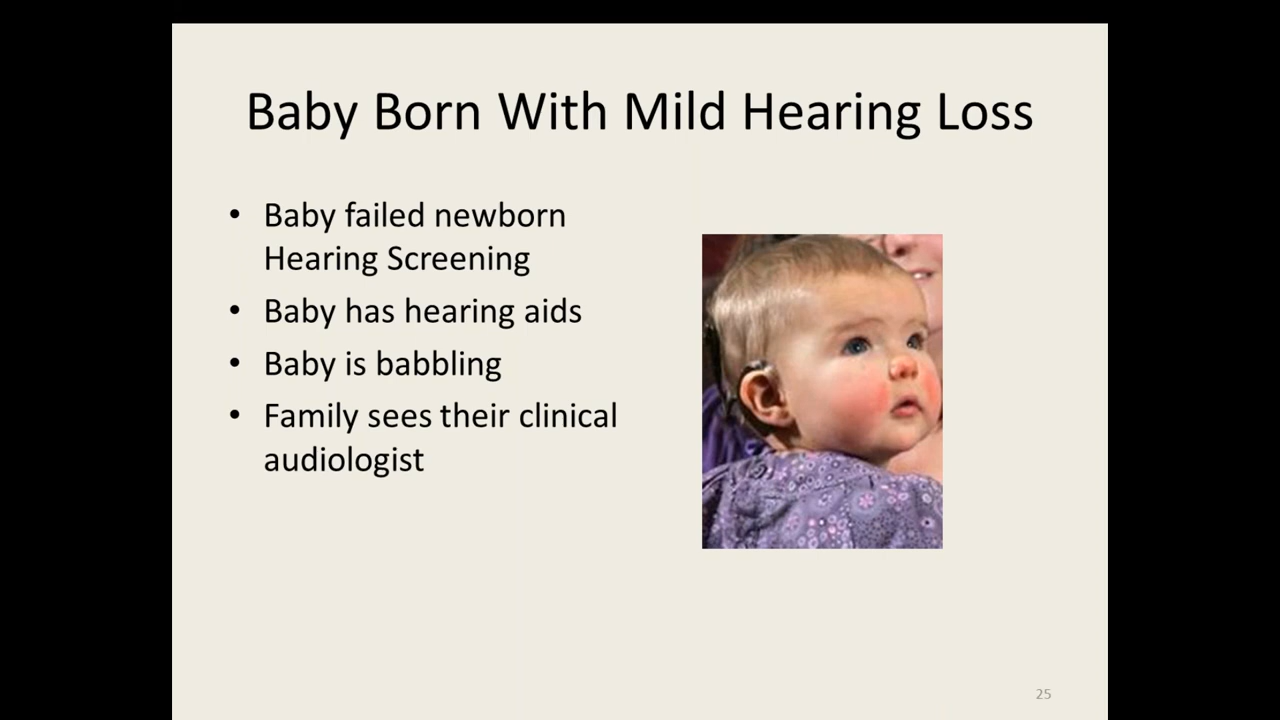 Baby Born With Mild Hearing Loss
• Baby failed newborn
Hearing Screening
• Baby has hearing aids
• Baby is babbling
• Family sees their clinical
audiologist
25